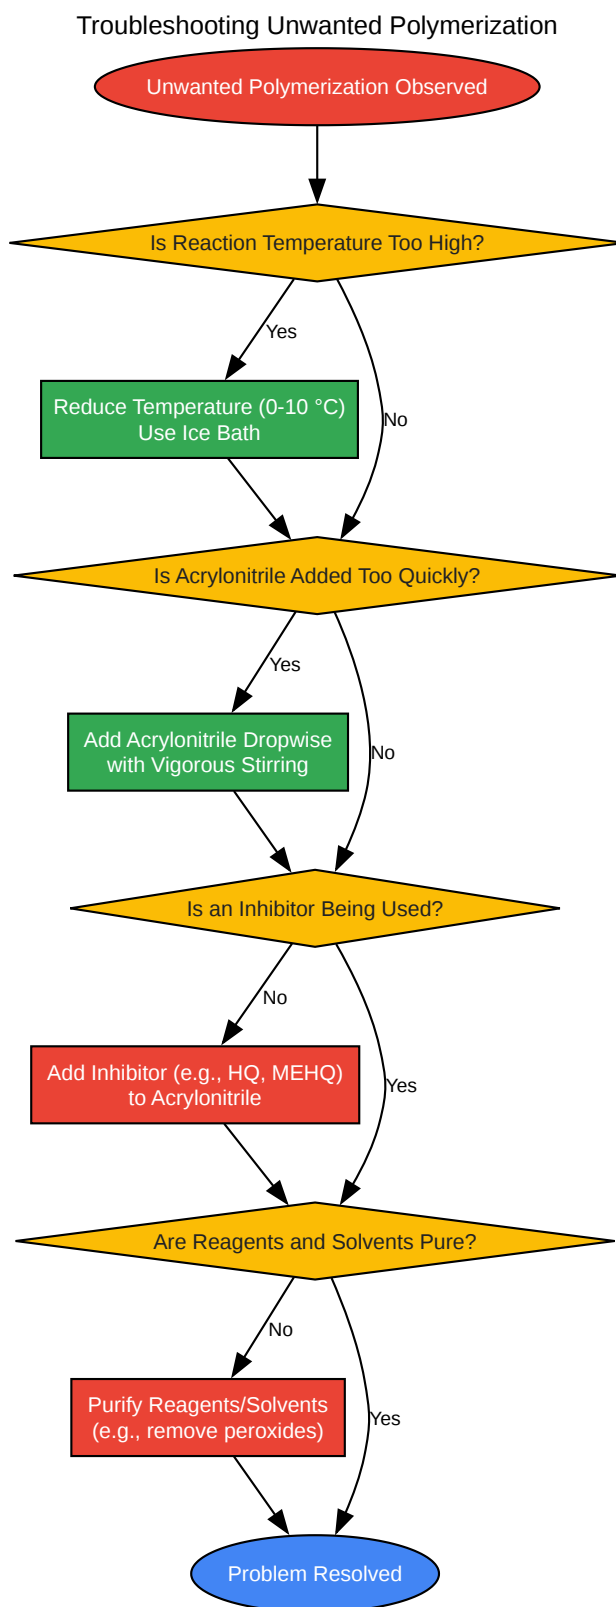 Troubleshooting Unwanted Polymerization
Unwanted Polymerization Observed
Is Reaction Temperature Too High?
Yes
Reduce Temperature (0-10 °C)
Use Ice Bath
No
Is Acrylonitrile Added Too Quickly?
Yes
Add Acrylonitrile Dropwise
with Vigorous Stirring
No
Is an Inhibitor Being Used?
No
Add Inhibitor (e.g., HQ, MEHQ)
to Acrylonitrile
Yes
Are Reagents and Solvents Pure?
No
Purify Reagents/Solvents
(e.g., remove peroxides)
Yes
Problem Resolved